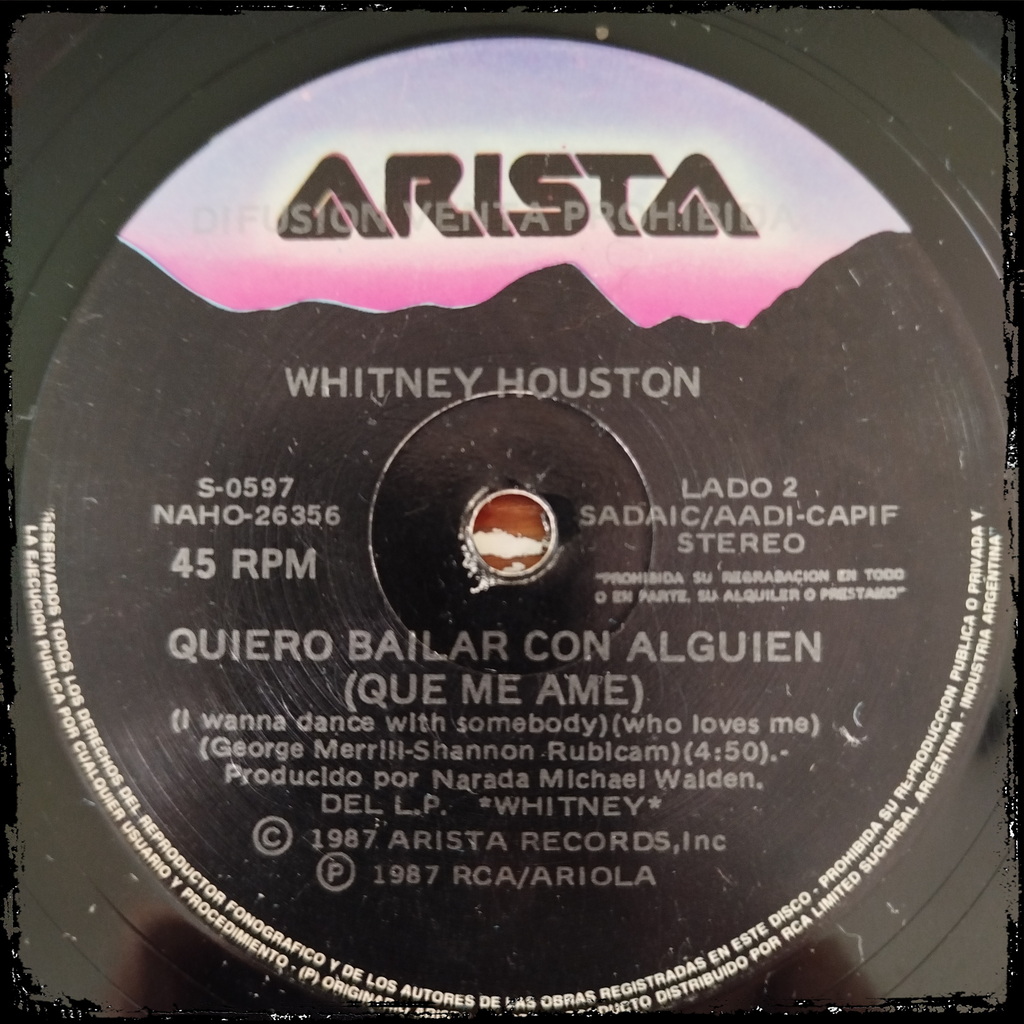 ARISTA
DIFUSION VENTA PROHIBIDA
WHITNEY HOUSTON
S-0597
NAHO-26356
45 RPM
LADO 2
SADAIC/AADI-CAPIF
STEREO
"PROHIBIDA SU REGRABACION EN TODO
O EN PARTE, SU ALQUILER O PRESTAMO"
QUIERO BAILAR CON ALGUIEN
(QUE ME AME)
(I wanna dance with somebody)(who loves me)
(George Merrill-Shannon Rubicam)(4:50).-
Producido por Narada Michael Walden.
DEL L.P. *WHITNEY*
© 1987 ARISTA RECORDS,Inc
Ⓟ 1987 RCA/ARIOLA
"RESERVADOS TODOS LOS DERECHOS DEL REPRODUCTOR FONOGRAFICO Y DE LOS AUTORES DE LAS OBRAS REGISTRADAS EN ESTE DISCO - PROHIBIDA SU REPRODUCCION PUBLICA O PRIVADA Y
LA EJECUCION PUBLICA POR CUALQUIER USUARIO Y PROCEDIMIENTO - (P) DISTRIBUIDO POR RCA LIMITED SUCURSAL ARGENTINA - INDUSTRIA ARGENTINA"